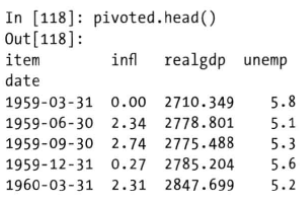 In [118]: pivoted.head()
Out[118]:
item infl realgdp unemp
date
1959-03-31 0.00 2710.349 5.8
1959-06-30 2.34 2778.801 5.1
1959-09-30 2.74 2775.488 5.3
1959-12-31 0.27 2785.204 5.6
1960-03-31 2.31 2847.699 5.2